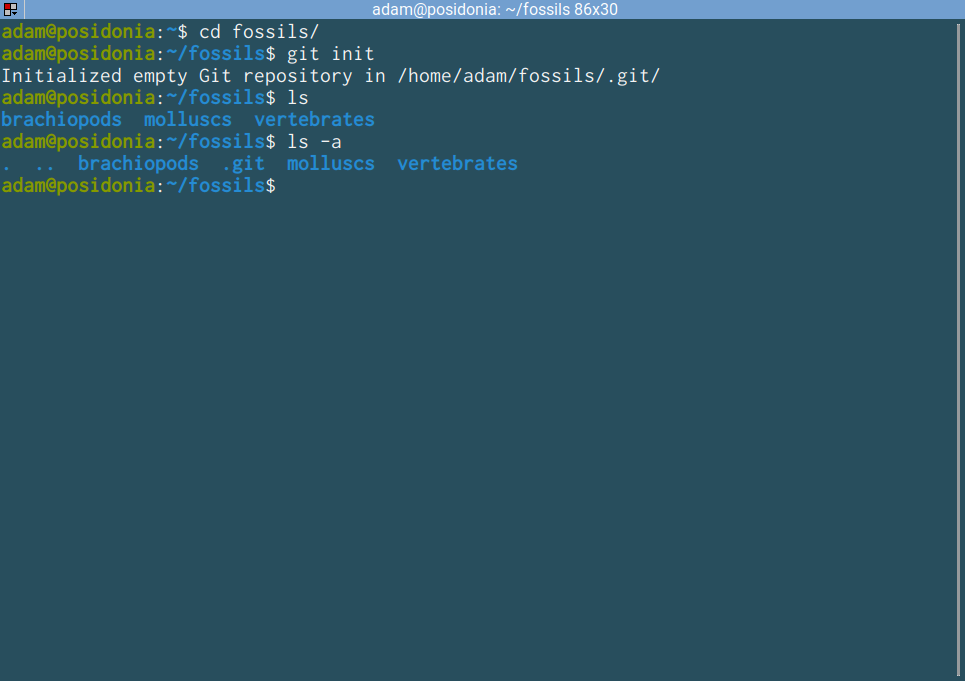 adam@posidonia: ~/fossils 86x30
adam@posidonia:~$ cd fossils/
adam@posidonia:~/fossils$ git init
Initialized empty Git repository in /home/adam/fossils/.git/
adam@posidonia:~/fossils$ ls
brachiopods  molluscs  vertebrates
adam@posidonia:~/fossils$ ls -a
.  ..  brachiopods  .git  molluscs  vertebrates
adam@posidonia:~/fossils$